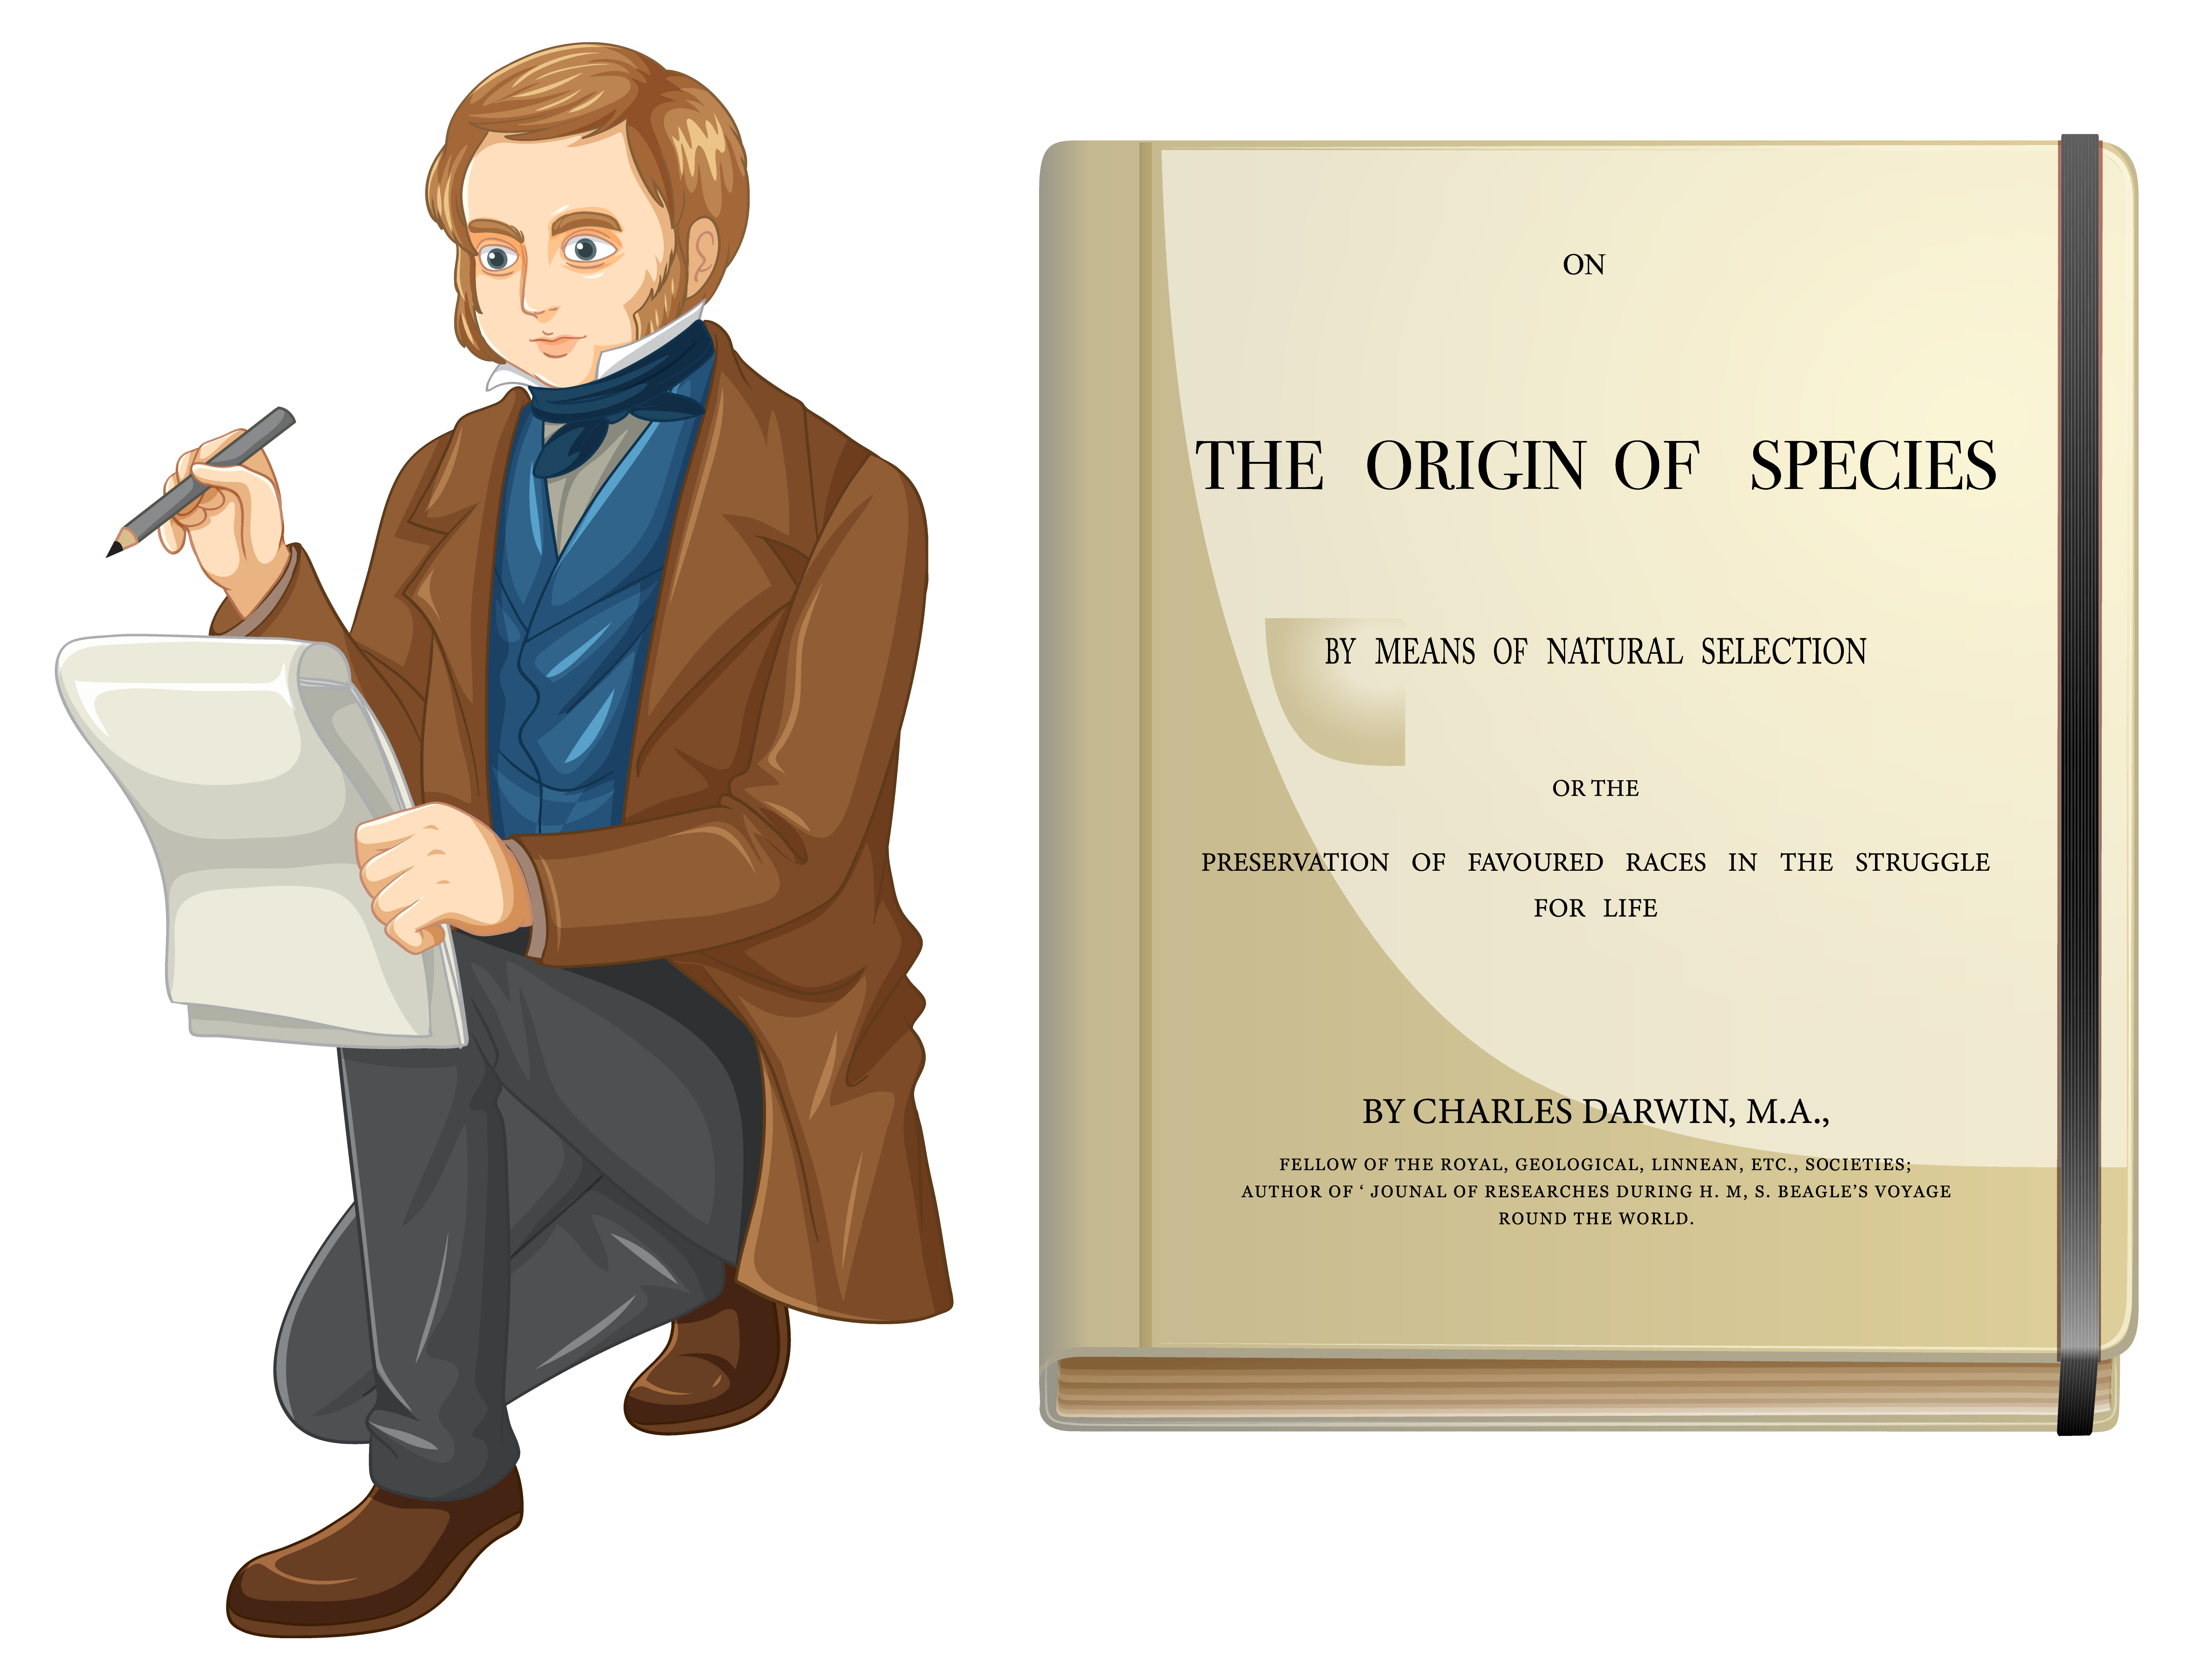 ON
THE ORIGIN OF SPECIES
BY MEANS OF NATURAL SELECTION
OR THE
PRESERVATION OF FAVOURED RACES IN THE STRUGGLE
FOR LIFE
BY CHARLES DARWIN, M.A.,
FELLOW OF THE ROYAL, GEOLOGICAL, LINNEAN, ETC., SOCIETIES;
AUTHOR OF ‘ JOUNAL OF RESEARCHES DURING H. M, S. BEAGLE’S VOYAGE
ROUND THE WORLD.